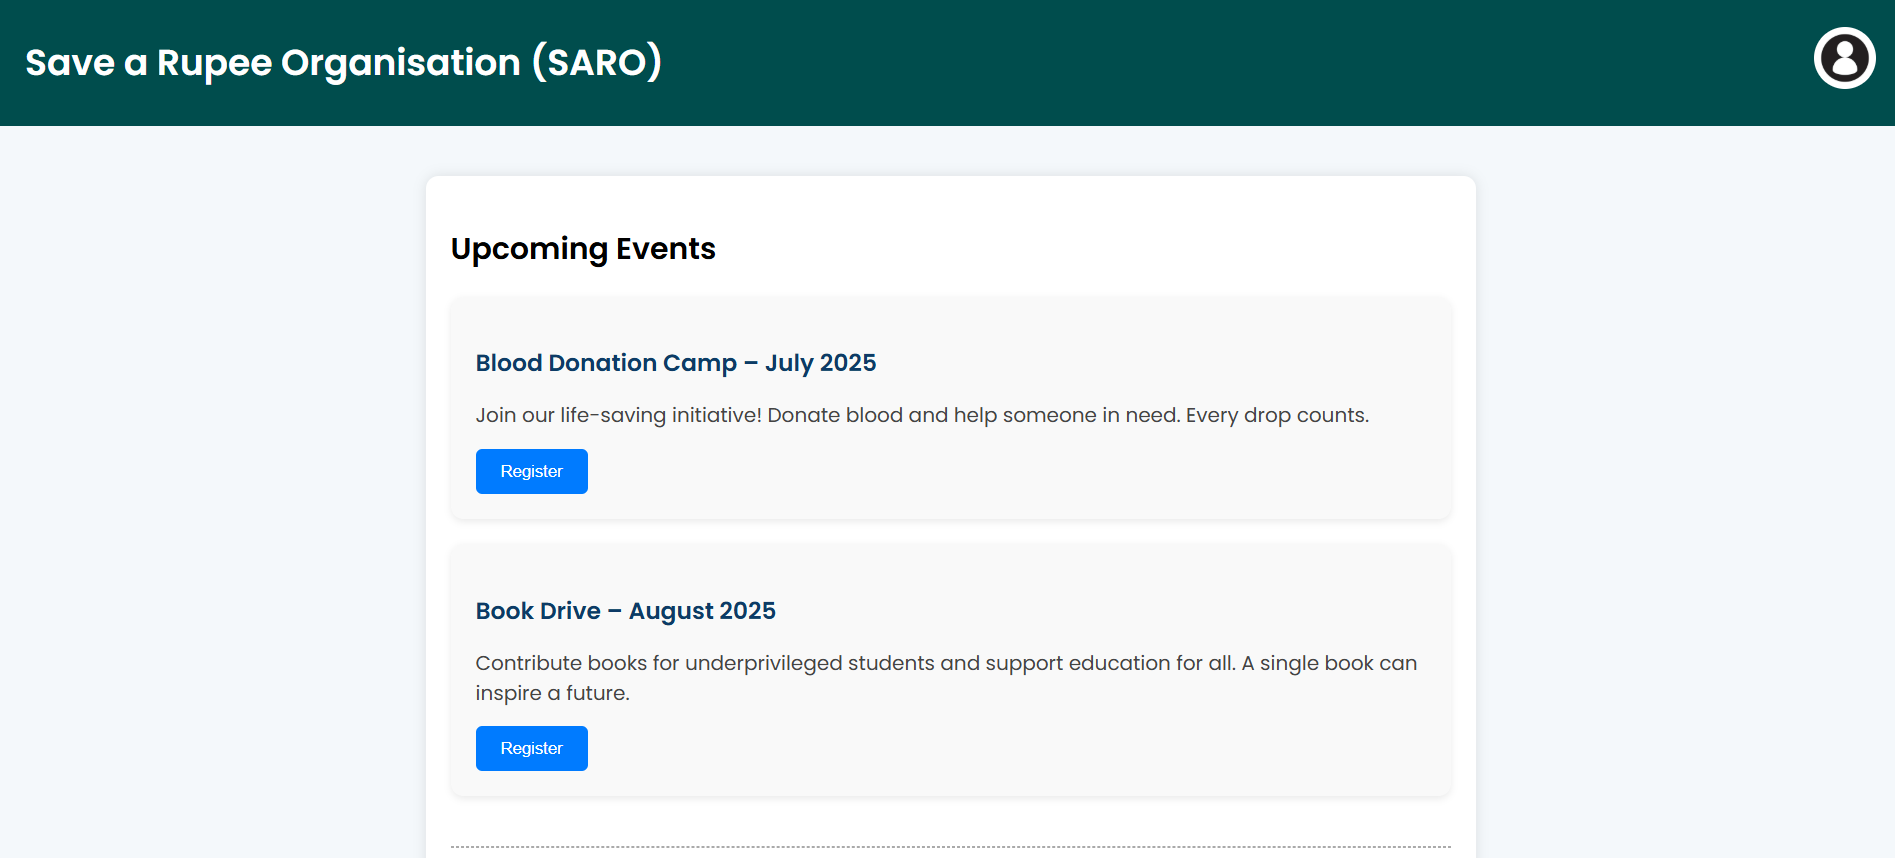 Save a Rupee Organisation (SARO)
Upcoming Events
Blood Donation Camp – July 2025
Join our life-saving initiative! Donate blood and help someone in need. Every drop counts.
Register
Book Drive – August 2025
Contribute books for underprivileged students and support education for all. A single book can
inspire a future.
Register